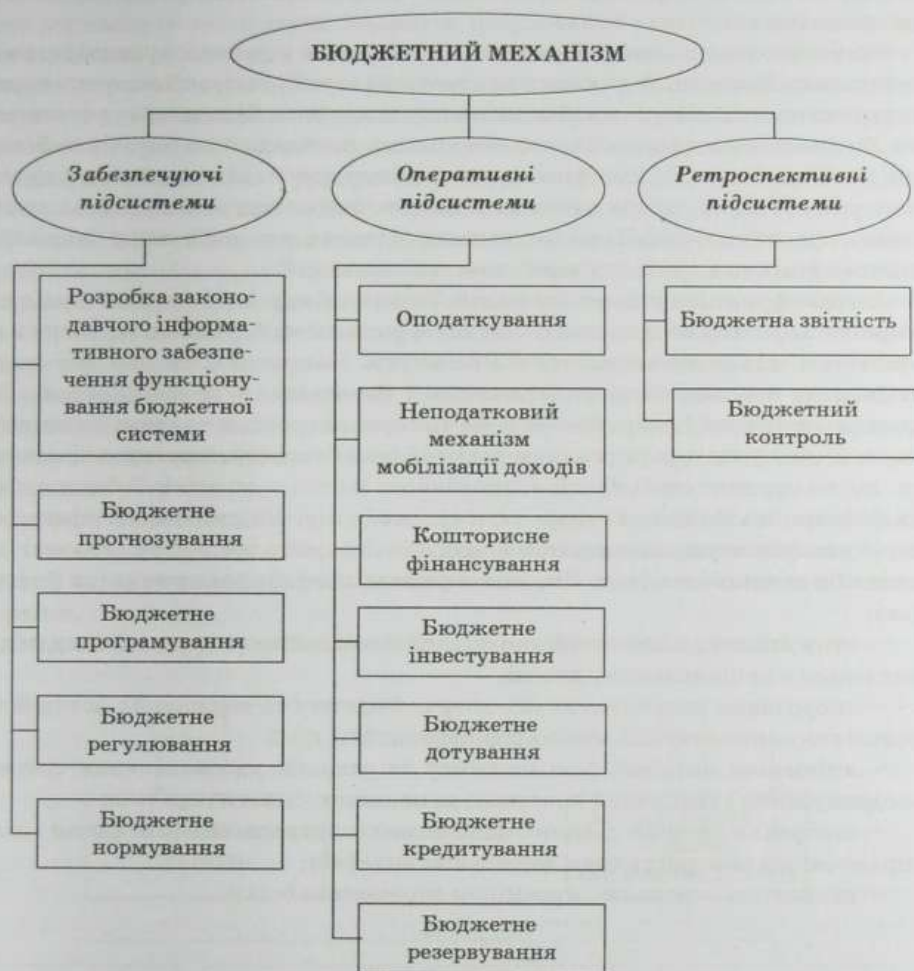 БЮДЖЕТНИЙ МЕХАНІЗМ
Забезпечуючі
підсистеми
Оперативні
підсистеми
Ретроспективні
підсистеми
Розробка законо-
давчого інформа-
тивного забезпе-
чення функціону-
вання бюджетної
системи
Бюджетне
прогнозування
Бюджетне
програмування
Бюджетне
регулювання
Бюджетне
нормування
Оподаткування
Неподатковий
механізм
мобілізації доходів
Кошторисне
фінансування
Бюджетне
інвестування
Бюджетне
дотування
Бюджетне
кредитування
Бюджетне
резервування
Бюджетна звітність
Бюджетний
контроль